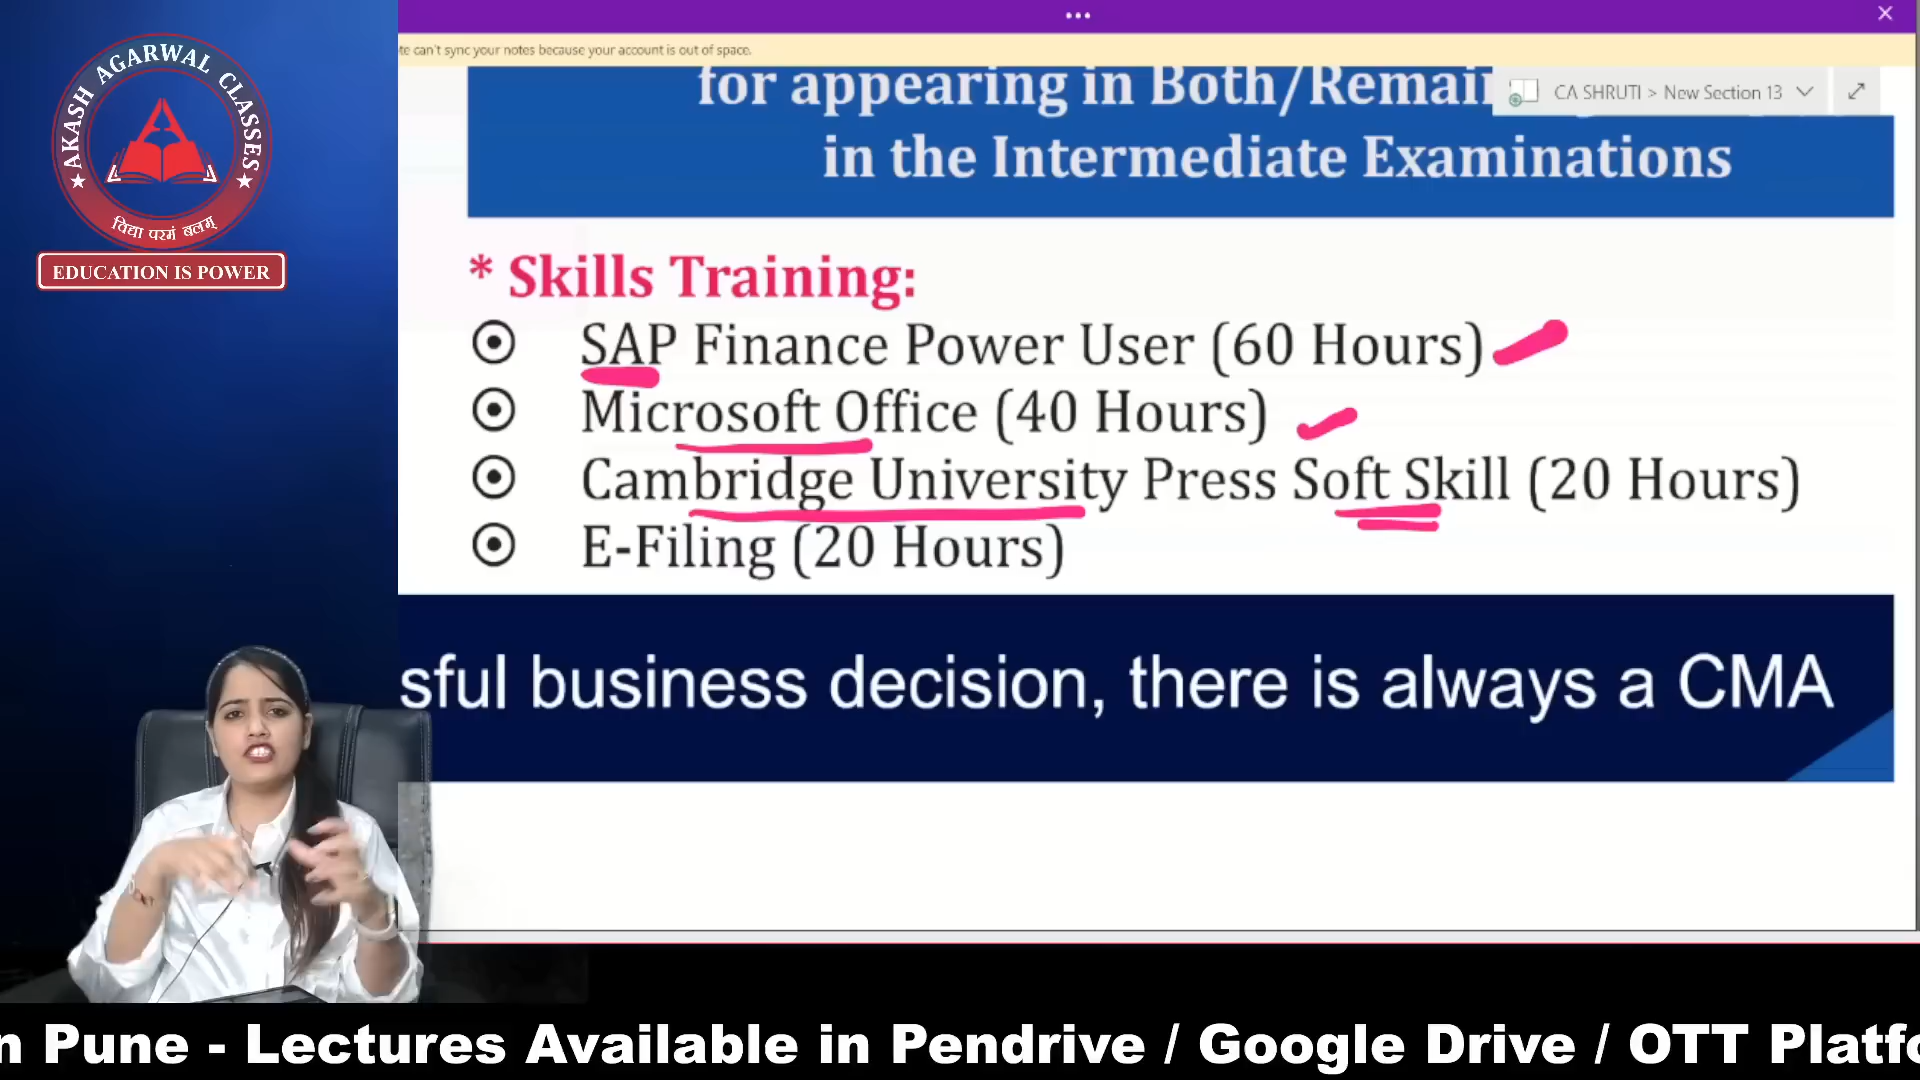 AKASH AGARWAL CLASSES
विद्या परमं बलम्
EDUCATION IS POWER
te can't sync your notes because your account is out of space.
CA SHRUTI > New Section 13
for appearing in Both/Remai
in the Intermediate Examinations
* Skills Training:
SAP Finance Power User (60 Hours)
Microsoft Office (40 Hours)
Cambridge University Press Soft Skill (20 Hours)
E-Filing (20 Hours)
sful business decision, there is always a CMA
n Pune - Lectures Available in Pendrive / Google Drive / OTT Platfo